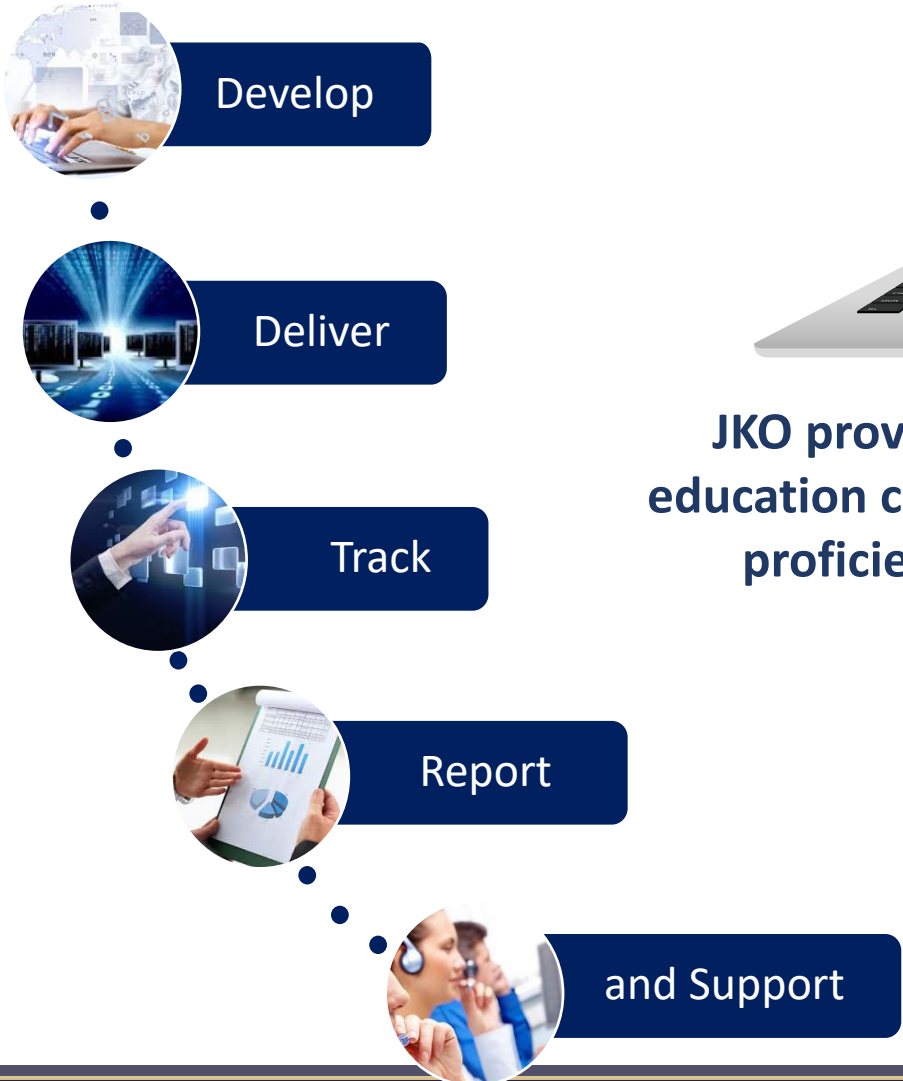 Develop
Deliver
Track
Report
and Support
JKO prov
education c
proficie